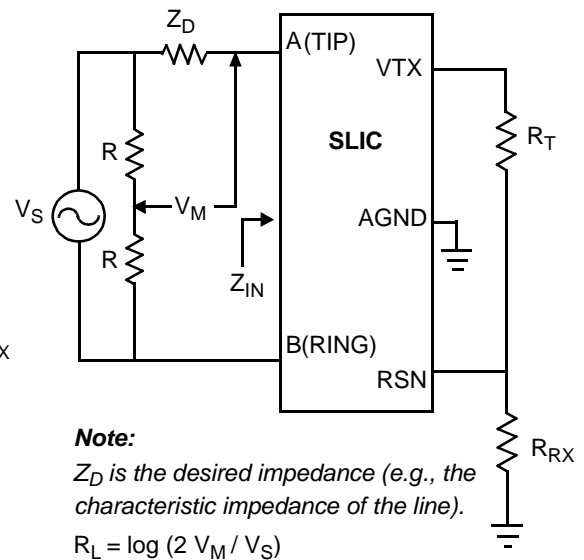 Z_D
A(TIP)
VTX
SLIC
R
R_T
V_S
V_M
AGND
R
Z_IN
X
B(RING)
RSN
R_RX
Note:
Z_D is the desired impedance (e.g., the
characteristic impedance of the line).
R_L = log (2 V_M / V_S)